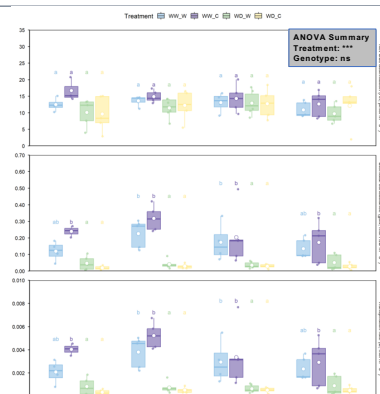 Treatment WW_W WW_C WD_W WD_C
ANOVA Summary
Treatment: ***
Genotype: ns
35
30
25
20
15
10
5
0
a a a a
a a a a
a a a a
a a a a
0.70
0.60
0.50
0.40
0.30
0.20
0.10
0.00
ab b a a
b b a a
b b a a
ab b a a
0.010
0.008
0.006
0.004
0.002
ab b a a
b b a a
b b a a
ab b a a